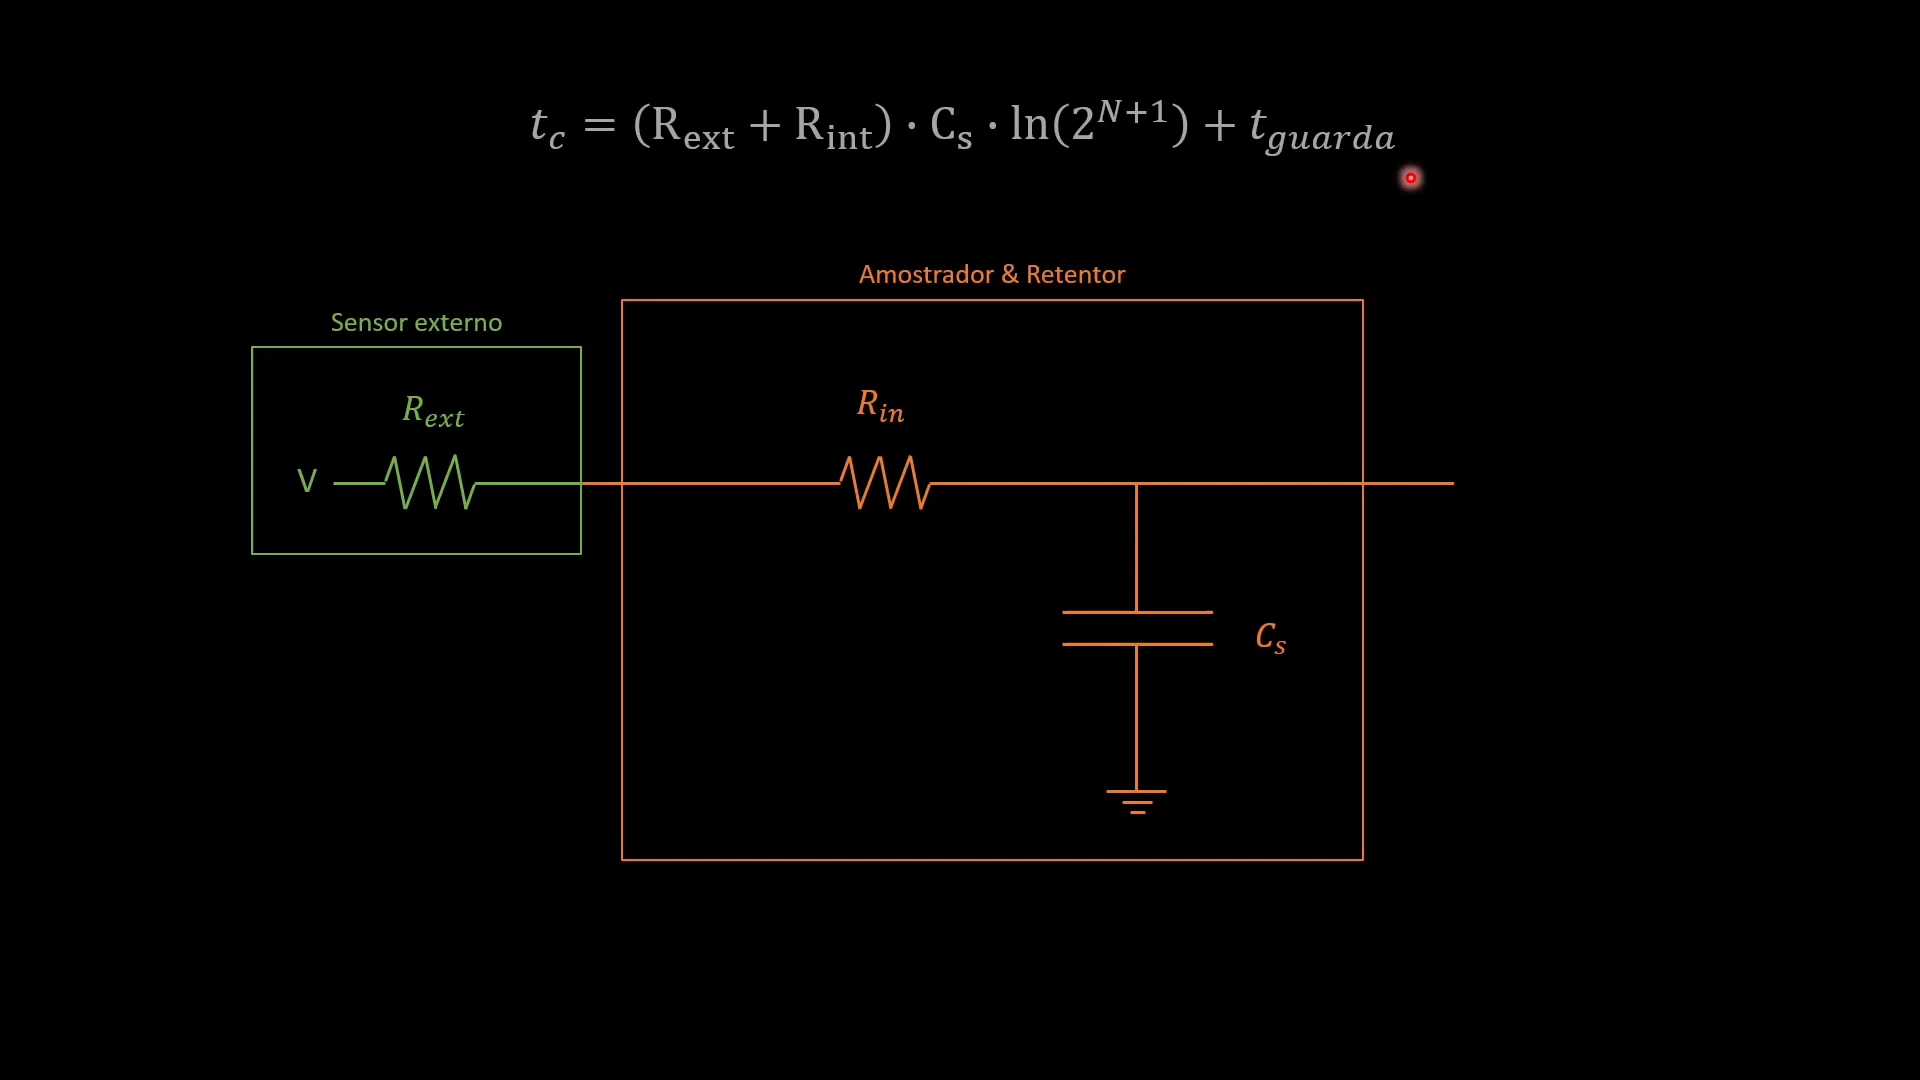 t_c = (R_ext + R_int) · C_s · ln(2^{N+1}) + t_guarda
Amostrador & Retentor
Sensor externo
R_ext
R_in
V
C_s